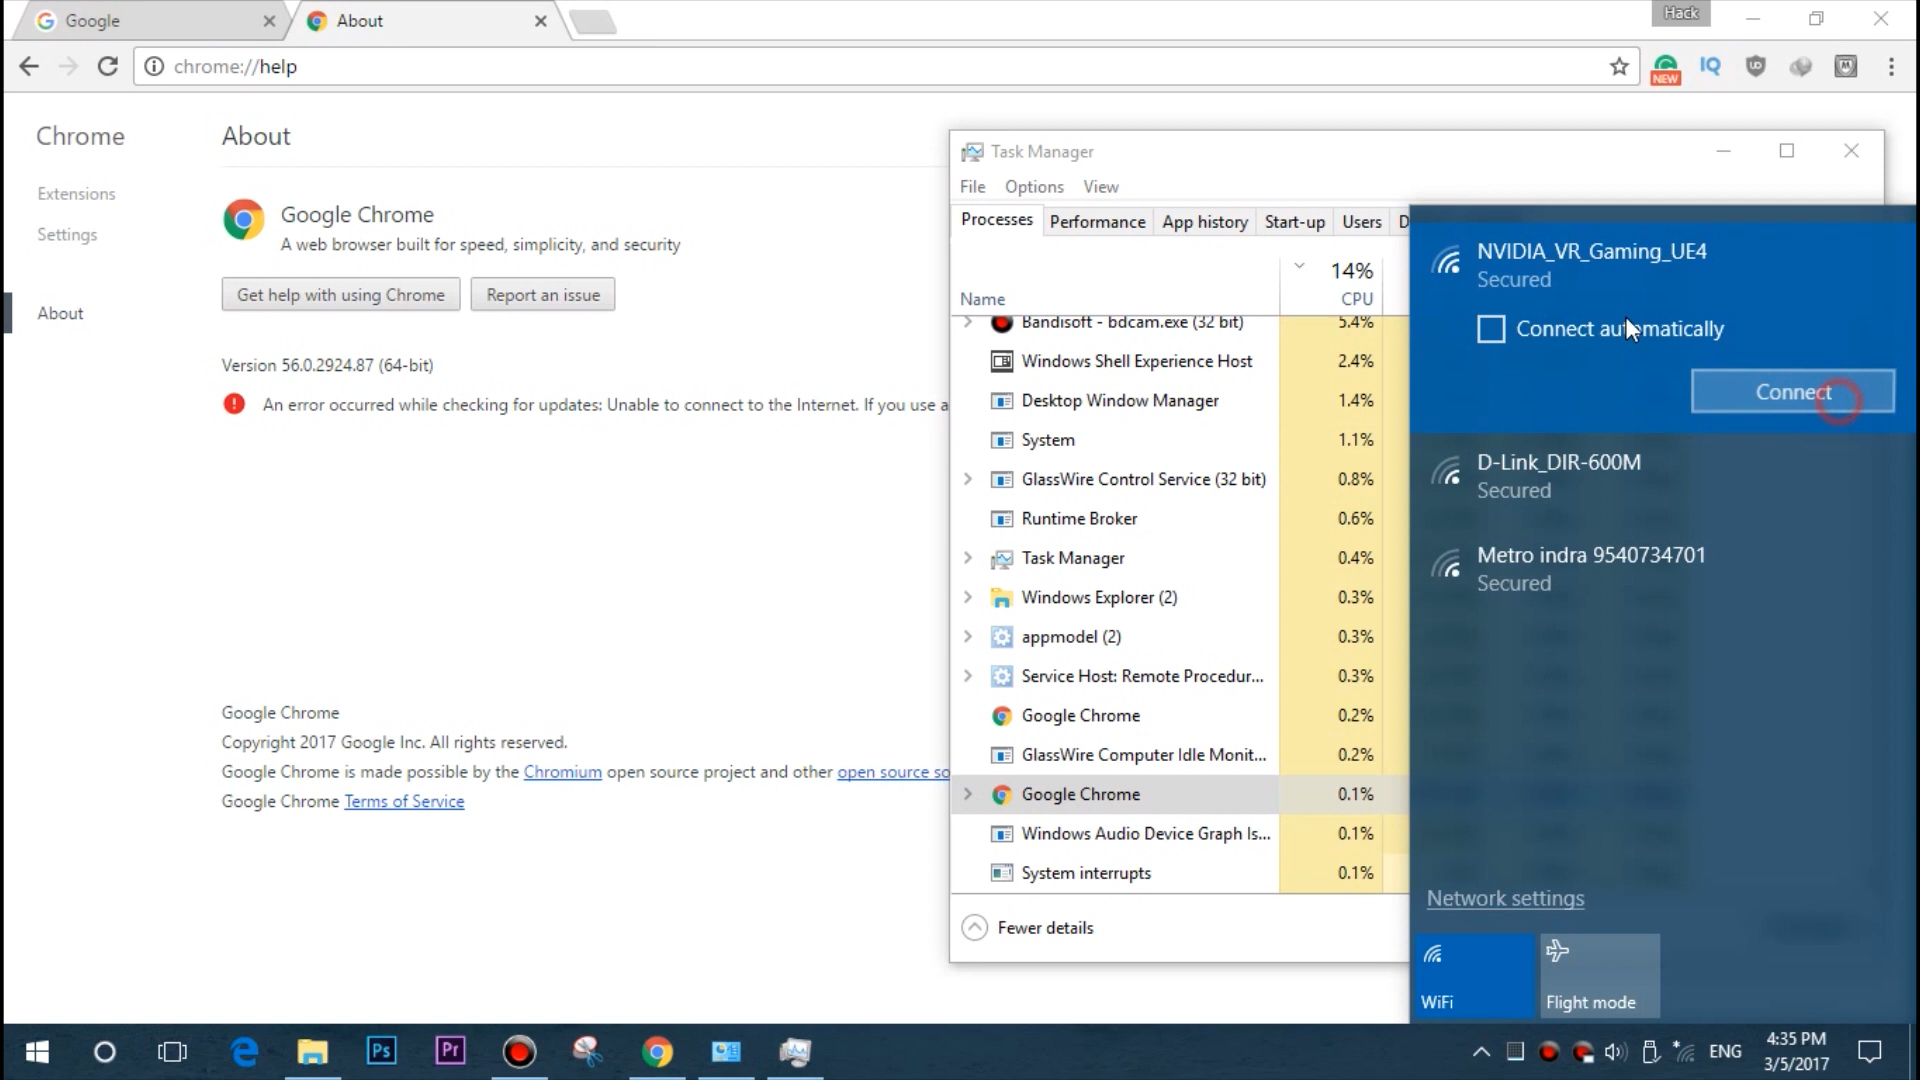 Google
About
Hack
chrome://help
NEW
IQ
Chrome
About
Extensions
Settings
About
Google Chrome
A web browser built for speed, simplicity, and security
Get help with using Chrome
Report an issue
Version 56.0.2924.87 (64-bit)
An error occurred while checking for updates: Unable to connect to the Internet. If you use a
Google Chrome
Copyright 2017 Google Inc. All rights reserved.
Google Chrome is made possible by the Chromium open source project and other open source so
Google Chrome Terms of Service
Task Manager
File Options View
Processes Performance App history Start-up Users D
14%
Name CPU
Bandisoft - bdcam.exe (32 bit) 5.4%
Windows Shell Experience Host 2.4%
Desktop Window Manager 1.4%
System 1.1%
GlassWire Control Service (32 bit) 0.8%
Runtime Broker 0.6%
Task Manager 0.4%
Windows Explorer (2) 0.3%
appmodel (2) 0.3%
Service Host: Remote Procedur... 0.3%
Google Chrome 0.2%
GlassWire Computer Idle Monit... 0.2%
Google Chrome 0.1%
Windows Audio Device Graph Is... 0.1%
System interrupts 0.1%
Fewer details
NVIDIA_VR_Gaming_UE4
Secured
Connect automatically
Connect
D-Link_DIR-600M
Secured
Metro indra 9540734701
Secured
Network settings
WiFi
Flight mode
Ps
Pr
ENG
4:35 PM
3/5/2017